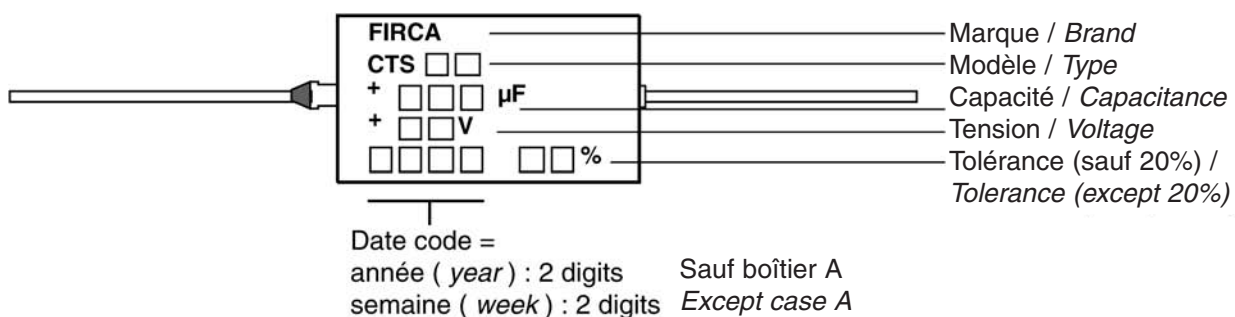 FIRCA
CTS □ □
+ □ □ □ µF
+ □ □ V
□ □ □ □ □ □ %
Marque / Brand
Modèle / Type
Capacité / Capacitance
Tension / Voltage
Tolérance (sauf 20%) /
Tolerance (except 20%)
Date code =
année ( year ) : 2 digits
semaine ( week ) : 2 digits
Sauf boîtier A
Except case A